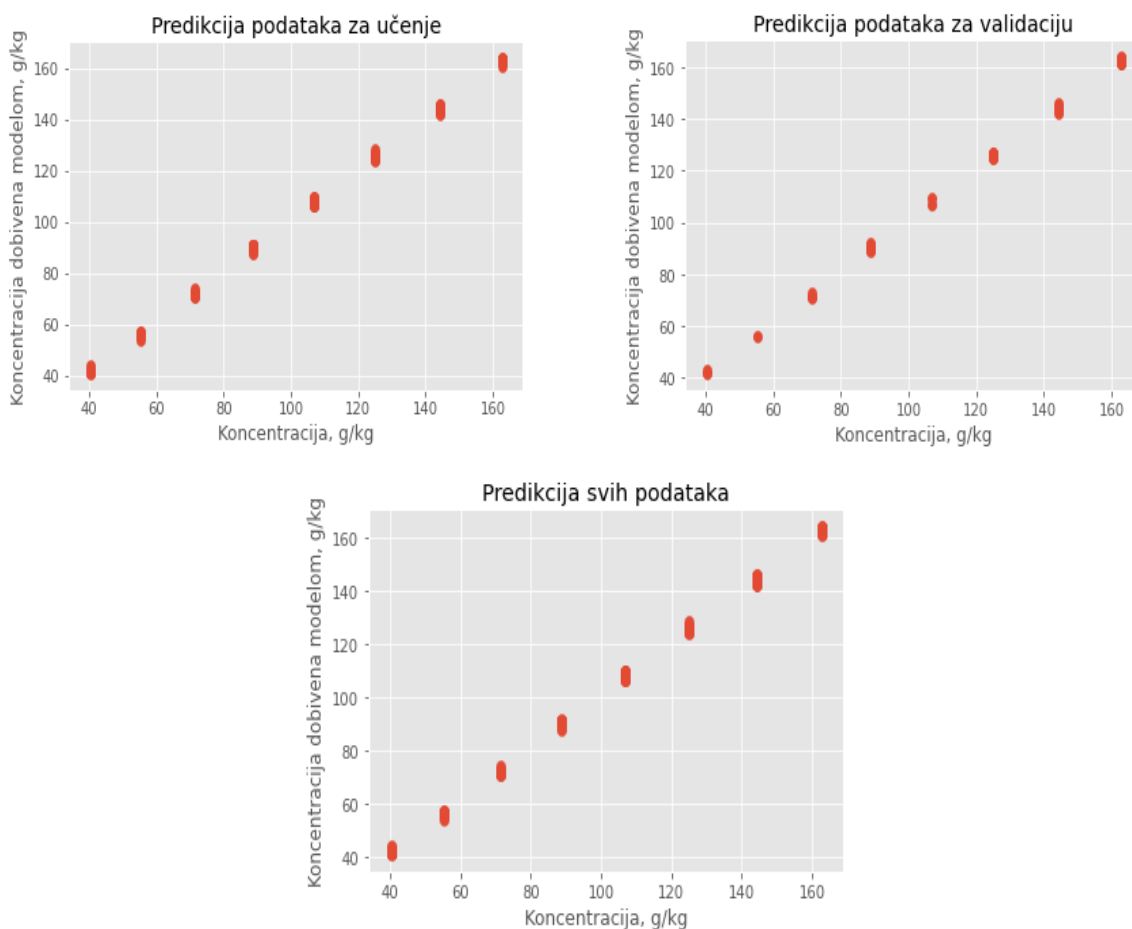 Predikcija podataka za učenje
Koncentracija dobivena modelom, g/kg
160
140
120
100
80
60
40
40 60 80 100 120 140 160
Koncentracija, g/kg
Predikcija podataka za validaciju
Koncentracija dobivena modelom, g/kg
160
140
120
100
80
60
40
40 60 80 100 120 140 160
Koncentracija, g/kg
Predikcija svih podataka
Koncentracija dobivena modelom, g/kg
160
140
120
100
80
60
40
40 60 80 100 120 140 160
Koncentracija, g/kg